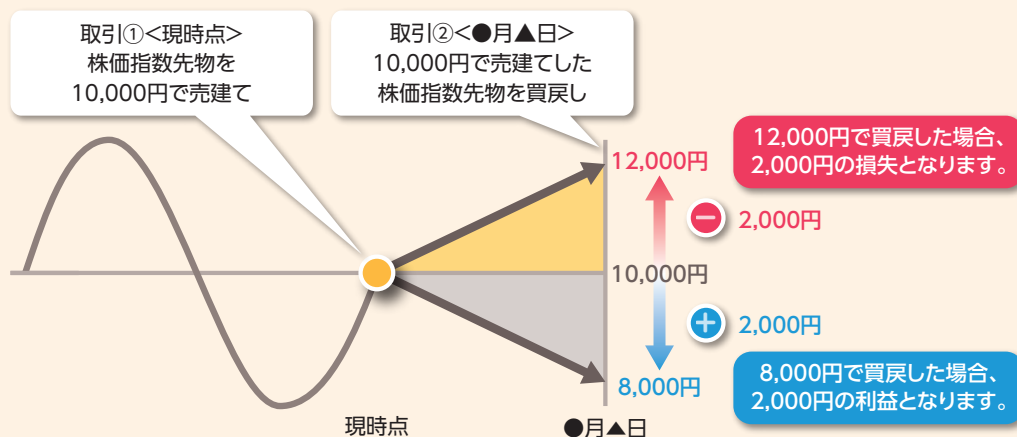 取引①<現時点>
株価指数先物を
10,000円で売建て
取引②<●月▲日>
10,000円で売建てした
株価指数先物を買戻し
12,000円
12,000円で買戻した場合、
2,000円の損失となります。
－ 2,000円
10,000円
＋ 2,000円
8,000円
8,000円で買戻した場合、
2,000円の利益となります。
現時点
●月▲日